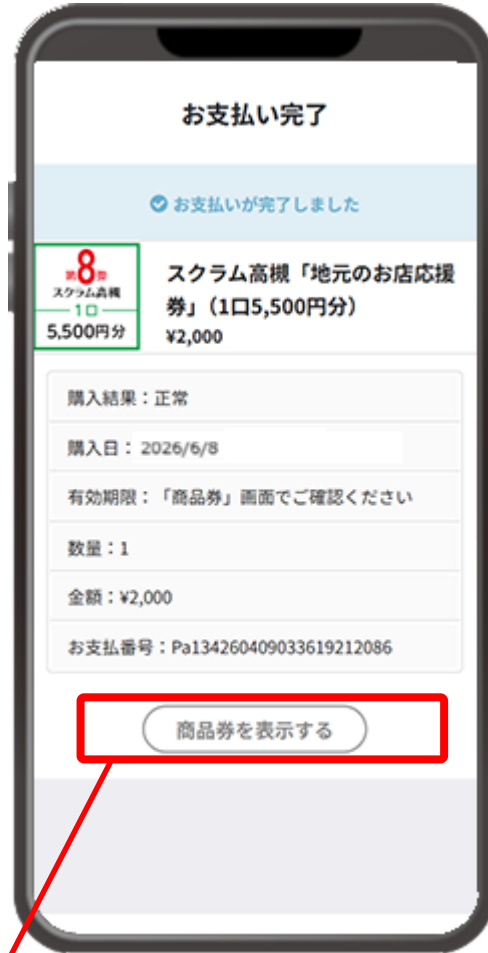 お支払い完了
お支払いが完了しました
第8弾
スクラム高槻
1口
5,500円分
スクラム高槻「地元のお店応援
券」（1口5,500円分）
¥2,000
購入結果：正常
購入日： 2026/6/8
有効期限：「商品券」画面でご確認ください
数量：1
金額：¥2,000
お支払番号：Pa134260409033619212086
商品券を表示する